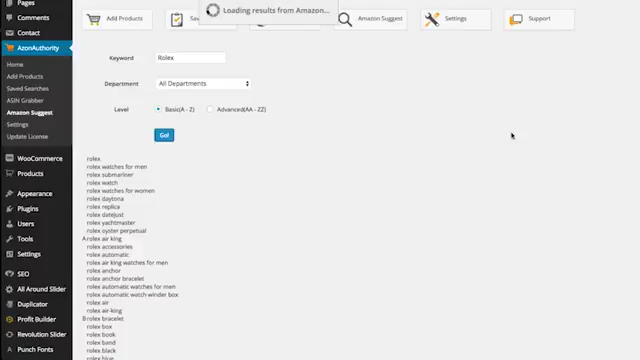 Pages
Comments
Contact
AzonAuthority
Home
Add Products
Saved Searches
ASIN Grabber
Amazon Suggest
Settings
Update License
WooCommerce
Products
Appearance
Plugins
Users
Tools
Settings
SEO
All Around Slider
Duplicator
Profit Builder
Revolution Slider
Punch Fonts
Loading results from Amazon...
Add Products
Amazon Suggest
Settings
Support
Keyword
Rolex
Department
All Departments
Level
Basic(A - Z)
Advanced(AA - ZZ)
Go!
rolex
rolex watches for men
rolex submariner
rolex watch
rolex watches for women
rolex daytona
rolex replica
rolex datejust
rolex yachtmaster
rolex oyster perpetual
A rolex air king
rolex accessories
rolex automatic
rolex air king watches for men
rolex anchor
rolex anchor bracelet
rolex automatic watches for men
rolex automatic watch winder box
rolex air
rolex air-king
B rolex bracelet
rolex box
rolex book
rolex band
rolex black
rolex blue